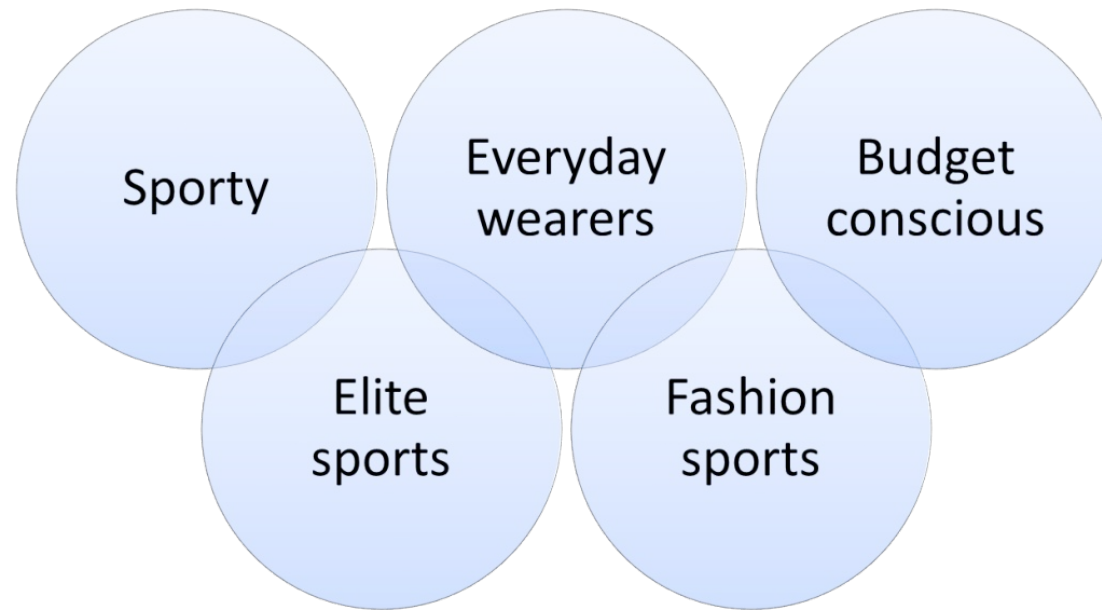 Sporty
Everyday
wearers
Budget
conscious
Elite
sports
Fashion
sports